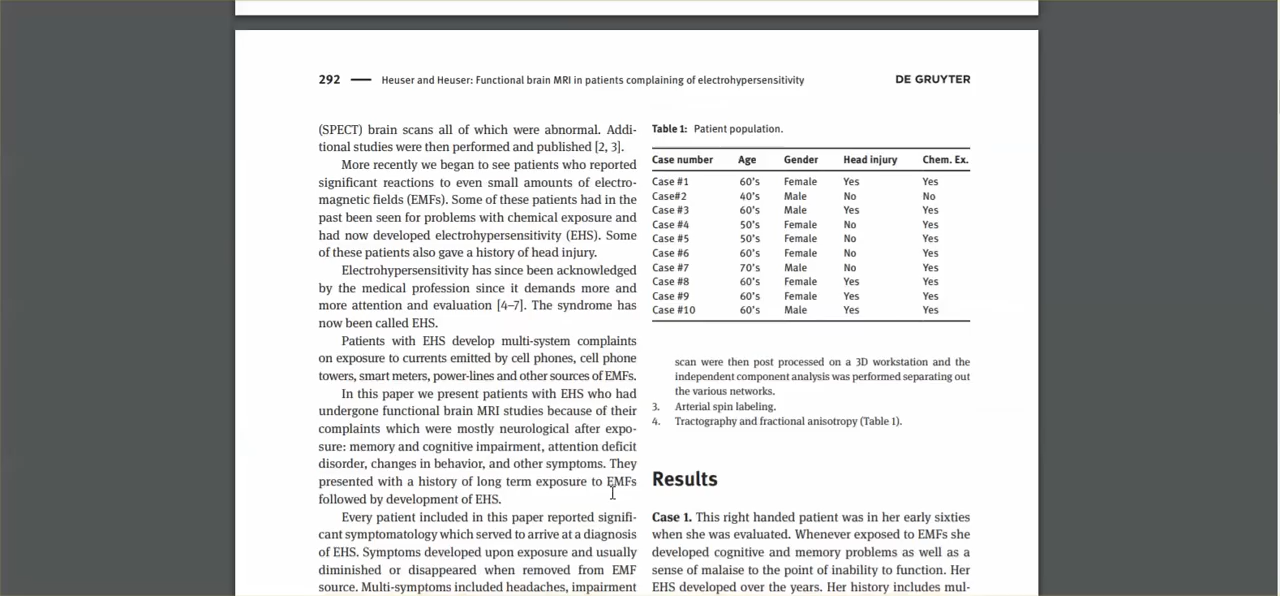 292 — Heuser and Heuser: Functional brain MRI in patients complaining of electrohypersensitivity DE GRUYTER
(SPECT) brain scans all of which were abnormal. Addi-
tional studies were then performed and published [2, 3].
More recently we began to see patients who reported
significant reactions to even small amounts of electro-
magnetic fields (EMFs). Some of these patients had in the
past been seen for problems with chemical exposure and
had now developed electrohypersensitivity (EHS). Some
of these patients also gave a history of head injury.
Electrohypersensitivity has since been acknowledged
by the medical profession since it demands more and
more attention and evaluation [4–7]. The syndrome has
now been called EHS.
Patients with EHS develop multi-system complaints
on exposure to currents emitted by cell phones, cell phone
towers, smart meters, power-lines and other sources of EMFs.
In this paper we present patients with EHS who had
undergone functional brain MRI studies because of their
complaints which were mostly neurological after expo-
sure: memory and cognitive impairment, attention deficit
disorder, changes in behavior, and other symptoms. They
presented with a history of long term exposure to EMFs
followed by development of EHS.
Every patient included in this paper reported signifi-
cant symptomatology which served to arrive at a diagnosis
of EHS. Symptoms developed upon exposure and usually
diminished or disappeared when removed from EMF
source. Multi-symptoms included headaches, impairment
Table 1: Patient population.
Case number Age Gender Head injury Chem. Ex.
Case #1 60's Female Yes Yes
Case#2 40's Male No No
Case #3 60's Male Yes Yes
Case #4 50's Female No Yes
Case #5 50's Female No Yes
Case #6 60's Female No Yes
Case #7 70's Male No Yes
Case #8 60's Female Yes Yes
Case #9 60's Female Yes Yes
Case #10 60's Male Yes Yes
scan were then post processed on a 3D workstation and the
independent component analysis was performed separating out
the various networks.
3. Arterial spin labeling.
4. Tractography and fractional anisotropy (Table 1).
Results
Case 1. This right handed patient was in her early sixties
when she was evaluated. Whenever exposed to EMFs she
developed cognitive and memory problems as well as a
sense of malaise to the point of inability to function. Her
EHS developed over the years. Her history includes mul-